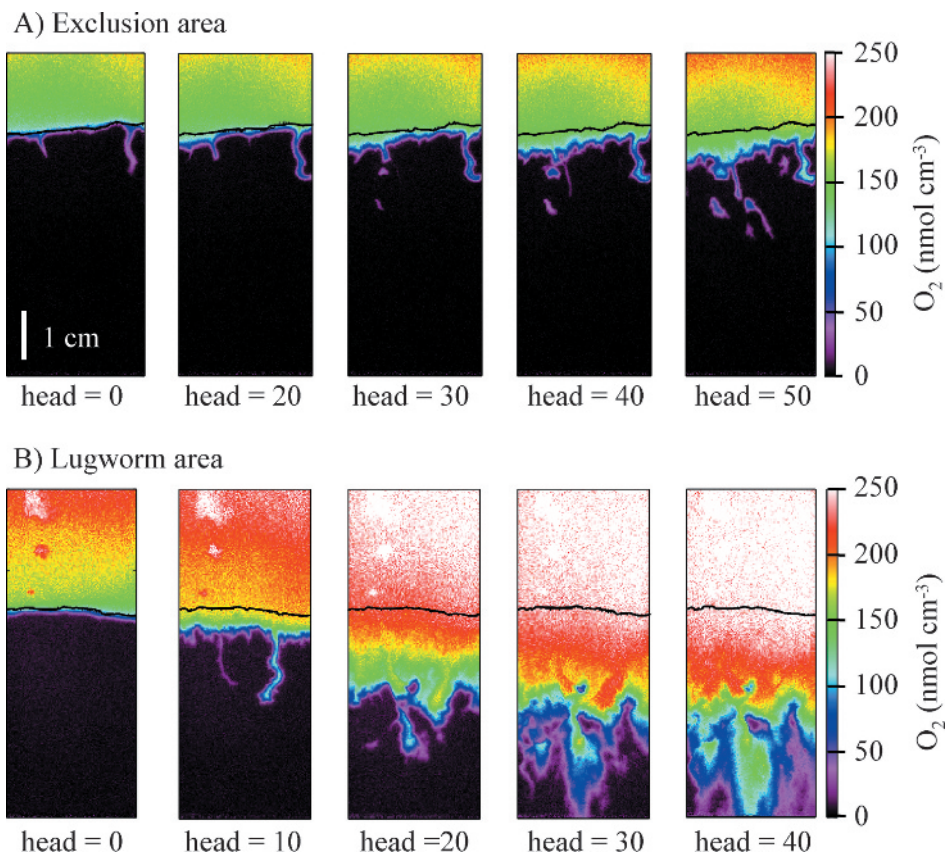 A) Exclusion area
250
200
150
100
50
0
O₂ (nmol cm⁻³)
1 cm
head = 0
head = 20
head = 30
head = 40
head = 50
B) Lugworm area
250
200
150
100
50
0
O₂ (nmol cm⁻³)
head = 0
head = 10
head =20
head = 30
head = 40